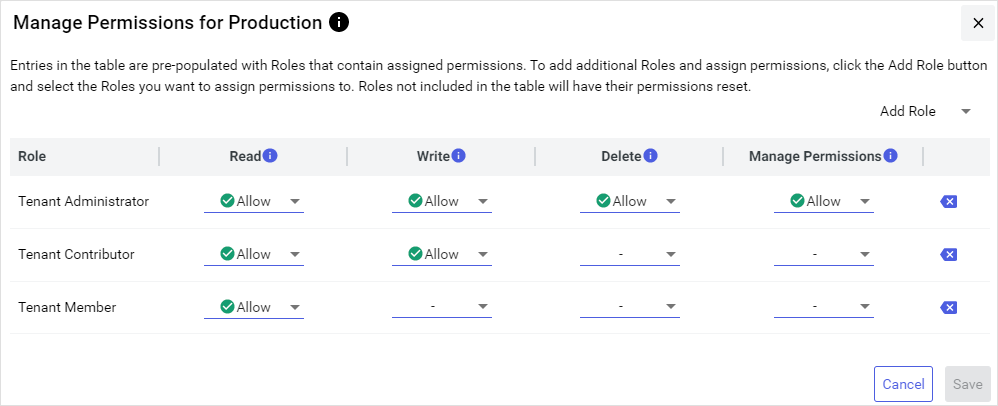 Manage Permissions for Production
Entries in the table are pre-populated with Roles that contain assigned permissions. To add additional Roles and assign permissions, click the Add Role button
and select the Roles you want to assign permissions to. Roles not included in the table will have their permissions reset.
Add Role
Role Read Write Delete Manage Permissions
Tenant Administrator Allow Allow Allow Allow
Tenant Contributor Allow Allow - -
Tenant Member Allow - - -
Cancel Save